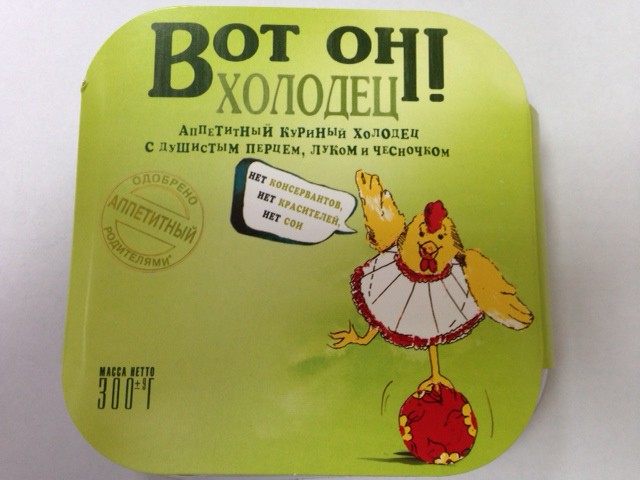 Вот он!
холодец
Аппетитный куриный холодец
с душистым перцем, луком и чесночком
нет консервантов,
нет красителей,
нет сои
одобрено
аппетитный
родителями*
масса нетто
300±9г